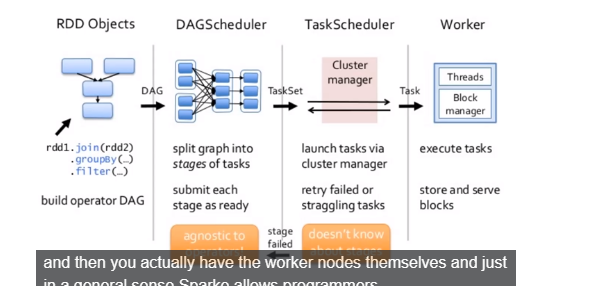 RDD Objects
DAGScheduler
TaskScheduler
Worker
DAG
TaskSet
Cluster
manager
Task
Threads
Block
manager
rdd1.join(rdd2)
.groupBy(…)
.filter(…)
build operator DAG
split graph into
stages of tasks
submit each
stage as ready
launch tasks via
cluster manager
retry failed or
straggling tasks
execute tasks
store and serve
blocks
agnostic to
stage
failed
doesn't know
about stages
and then you actually have the worker nodes themselves and just
in a general sense Sparke allows programmers